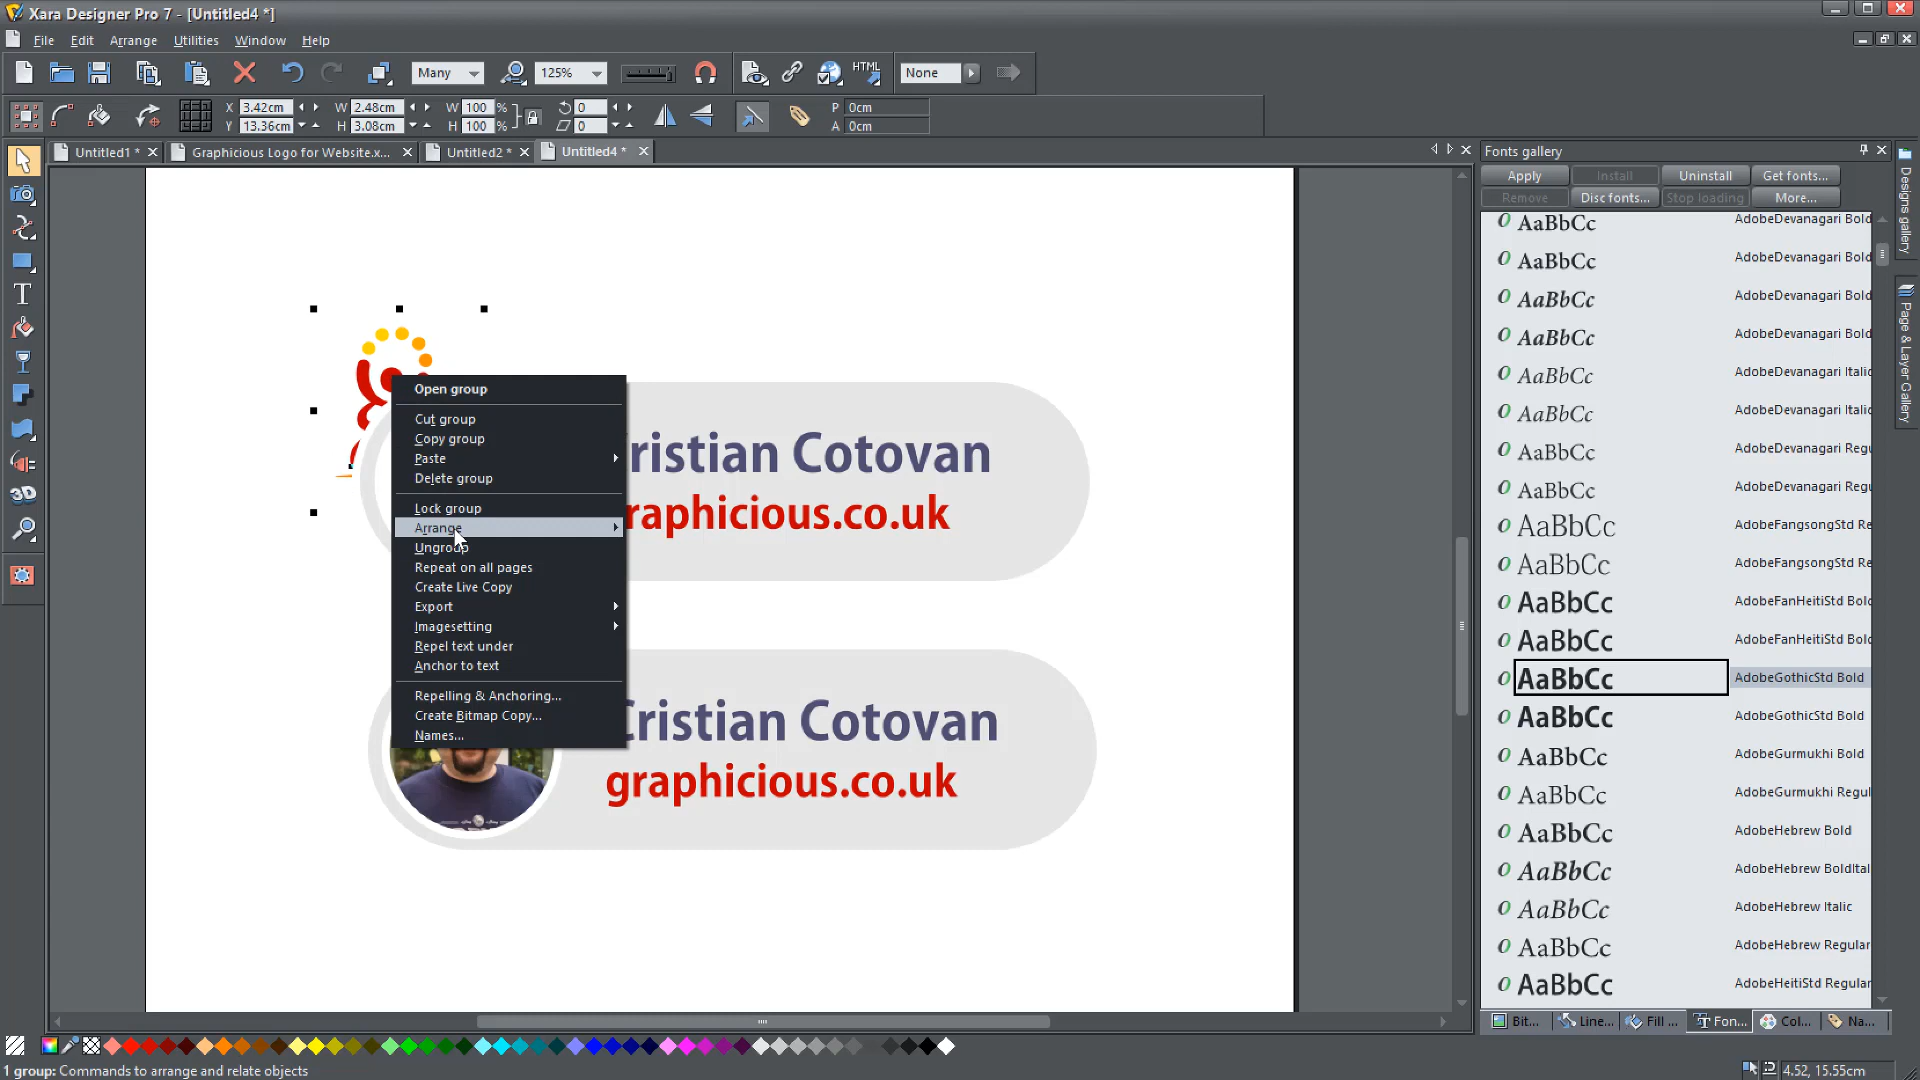 Xara Designer Pro 7 - [Untitled4 *]
File Edit Arrange Utilities Window Help
Many 125% HTML None
X 3.42cm W 2.48cm W 100 % 0 P 0cm
Y 13.36cm H 3.08cm H 100 % 0 A 0cm
Untitled1 * Graphicious Logo for Website.x... Untitled2 * Untitled4 *
Fonts gallery
Apply Install Uninstall Get fonts...
Remove Disc fonts... Stop loading More...
AaBbCc AdobeDevanagari Bold
AaBbCc AdobeDevanagari Bold
AaBbCc AdobeDevanagari Bold
AaBbCc AdobeDevanagari Bold
AaBbCc AdobeDevanagari Italic
AaBbCc AdobeDevanagari Italic
AaBbCc AdobeDevanagari Regu
AaBbCc AdobeDevanagari Regu
AaBbCc AdobeFangsongStd Re
AaBbCc AdobeFangsongStd Re
AaBbCc AdobeFanHeitiStd Bold
AaBbCc AdobeFanHeitiStd Bold
AaBbCc AdobeGothicStd Bold
AaBbCc AdobeGothicStd Bold
AaBbCc AdobeGurmukhi Bold
AaBbCc AdobeGurmukhi Regul
AaBbCc AdobeHebrew Bold
AaBbCc AdobeHebrew BoldItal
AaBbCc AdobeHebrew Italic
AaBbCc AdobeHebrew Regular
AaBbCc AdobeHeitiStd Regular
Designs gallery
Page & Layer Gallery
Open group
Cut group
Copy group
Paste
Delete group
Lock group
Arrange
Ungroup
Repeat on all pages
Create Live Copy
Export
Imagesetting
Repel text under
Anchor to text
Repelling & Anchoring...
Create Bitmap Copy...
Names...
ristian Cotovan
raphicious.co.uk
Cristian Cotovan
graphicious.co.uk
T
3D
Bit... Line... Fill ... Fon... Col... Na...
1 group: Commands to arrange and relate objects
4.52, 15.55cm